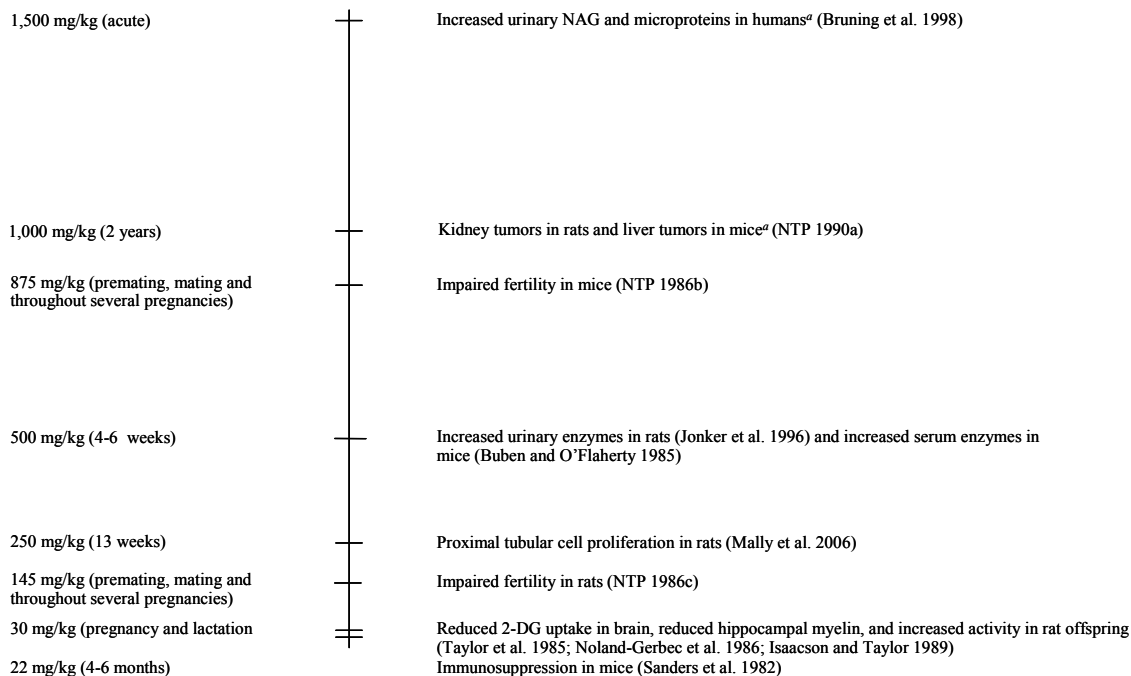 1,500 mg/kg (acute)
Increased urinary NAG and microproteins in humansᵃ (Bruning et al. 1998)
1,000 mg/kg (2 years)
Kidney tumors in rats and liver tumors in miceᵃ (NTP 1990a)
875 mg/kg (premating, mating and
throughout several pregnancies)
Impaired fertility in mice (NTP 1986b)
500 mg/kg (4-6 weeks)
Increased urinary enzymes in rats (Jonker et al. 1996) and increased serum enzymes in
mice (Buben and O’Flaherty 1985)
250 mg/kg (13 weeks)
Proximal tubular cell proliferation in rats (Mally et al. 2006)
145 mg/kg (premating, mating and
throughout several pregnancies)
Impaired fertility in rats (NTP 1986c)
30 mg/kg (pregnancy and lactation
Reduced 2-DG uptake in brain, reduced hippocampal myelin, and increased activity in rat offspring
(Taylor et al. 1985; Noland-Gerbec et al. 1986; Isaacson and Taylor 1989)
22 mg/kg (4-6 months)
Immunosuppression in mice (Sanders et al. 1982)